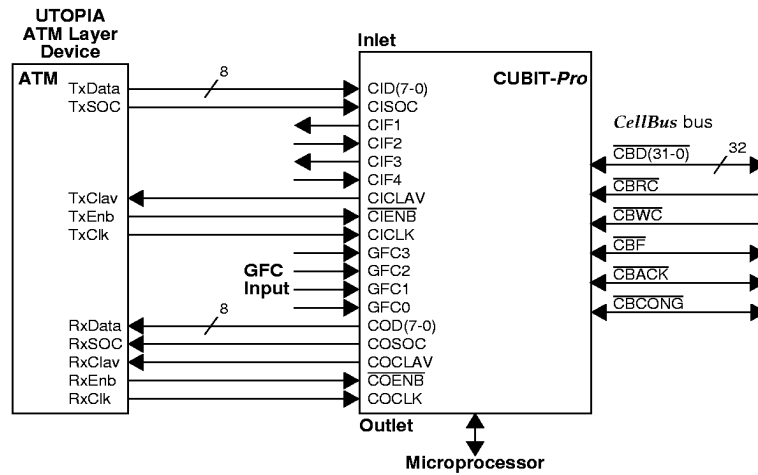 UTOPIA
ATM Layer
Device
ATM
TxData
TxSOC
TxClav
TxEnb
TxClk
RxData
RxSOC
RxClav
RxEnb
RxClk
8
8
GFC
Input
Inlet
CUBIT-Pro
CID(7-0)
CISOC
CIF1
CIF2
CIF3
CIF4
CICLAV
CIENB
CICLK
GFC3
GFC2
GFC1
GFC0
COD(7-0)
COSOC
COCLAV
COENB
COCLK
Outlet
Microprocessor
CellBus bus
CBD(31-0)
32
CBRC
CBWC
CBF
CBACK
CBCONG